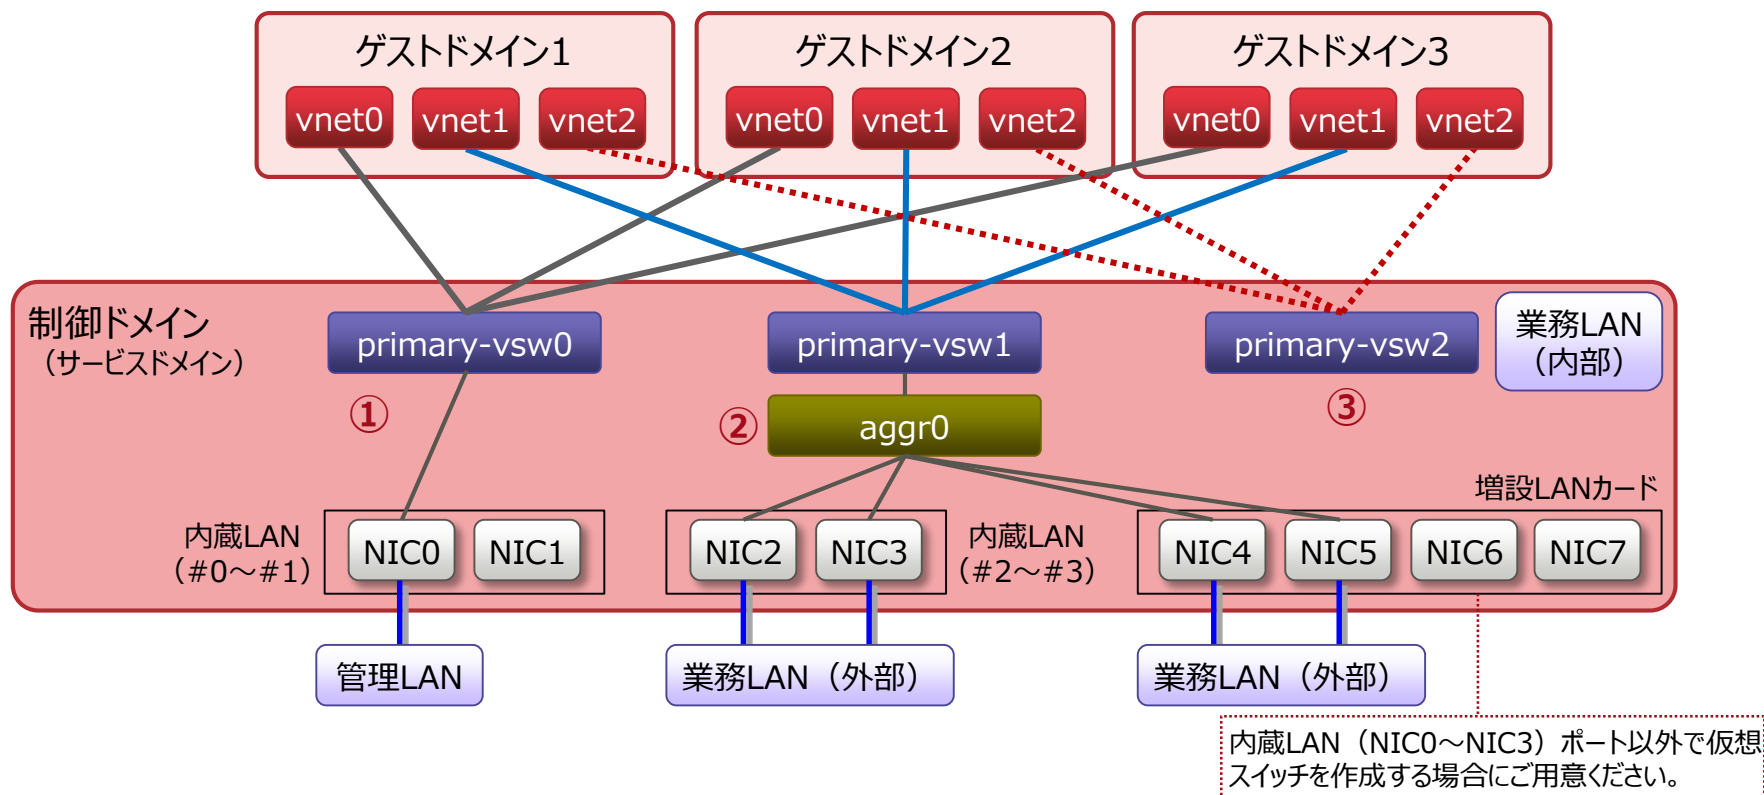 ゲストドメイン1
ゲストドメイン2
ゲストドメイン3
vnet0
vnet1
vnet2
vnet0
vnet1
vnet2
vnet0
vnet1
vnet2
制御ドメイン
（サービスドメイン）
primary-vsw0
primary-vsw1
primary-vsw2
業務LAN
（内部）
①
②
③
aggr0
増設LANカード
内蔵LAN
（#0～#1）
NIC0
NIC1
NIC2
NIC3
内蔵LAN
（#2～#3）
NIC4
NIC5
NIC6
NIC7
管理LAN
業務LAN（外部）
業務LAN（外部）
内蔵LAN（NIC0～NIC3）ポート以外で仮想
スイッチを作成する場合にご用意ください。